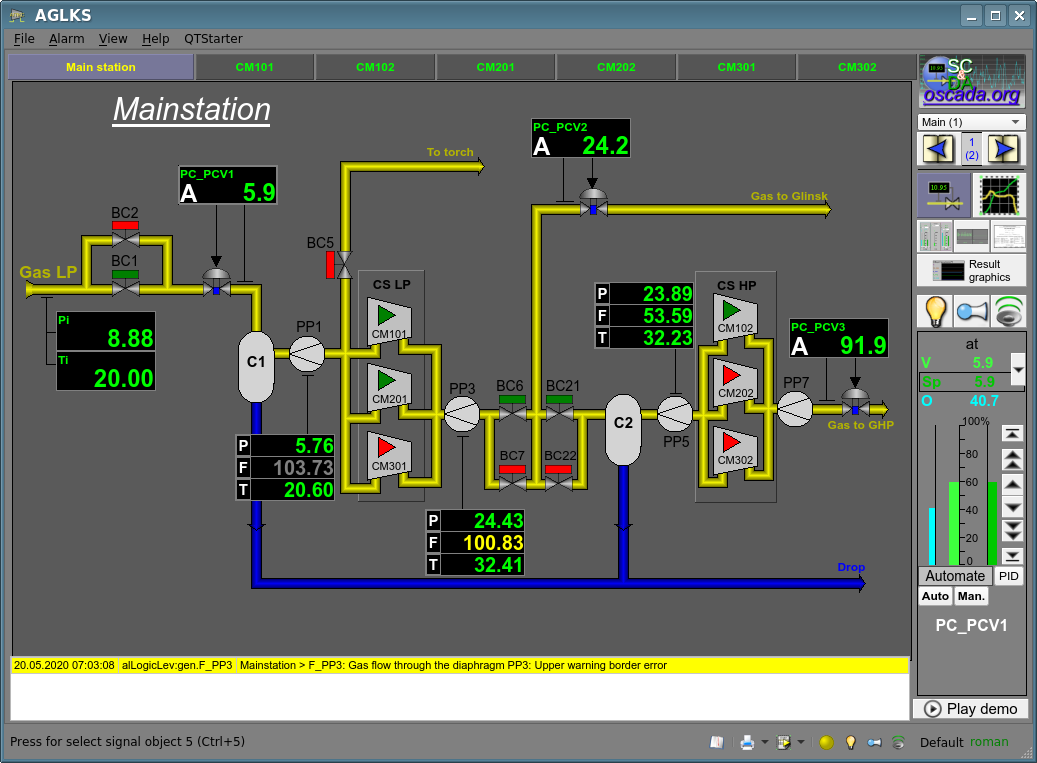 AGLKS
File Alarm View Help QTStarter
Main station CM101 CM102 CM201 CM202 CM301 CM302
SC
&
DA
oscada.org
Mainstation
Main (1)
1
(2)
PC_PCV2
A 24.2
To torch
PC_PCV1
A 5.9
10.95
Gas to Glinsk
BC2
BC5
BC1
Gas LP
Result
graphics
CS LP
CS HP
P 23.89
F 53.59
T 32.23
CM101
CM102
Pi
8.88
Ti
20.00
PP1
PC_PCV3
A 91.9
at
V 5.9
Sp 5.9
O 40.7
C1
CM201
CM202
PP3
BC6
BC21
PP7
C2
Gas to GHP
PP5
100%
80
60
40
20
0
P 5.76
F 103.73
T 20.60
CM301
BC7
BC22
CM302
P 24.43
F 100.83
T 32.41
Drop
Automate PID
Auto Man.
PC_PCV1
20.05.2020 07:03:08 alLogicLev:gen.F_PP3 Mainstation > F_PP3: Gas flow through the diaphragm PP3: Upper warning border error
Play demo
Press for select signal object 5 (Ctrl+5)
Default roman